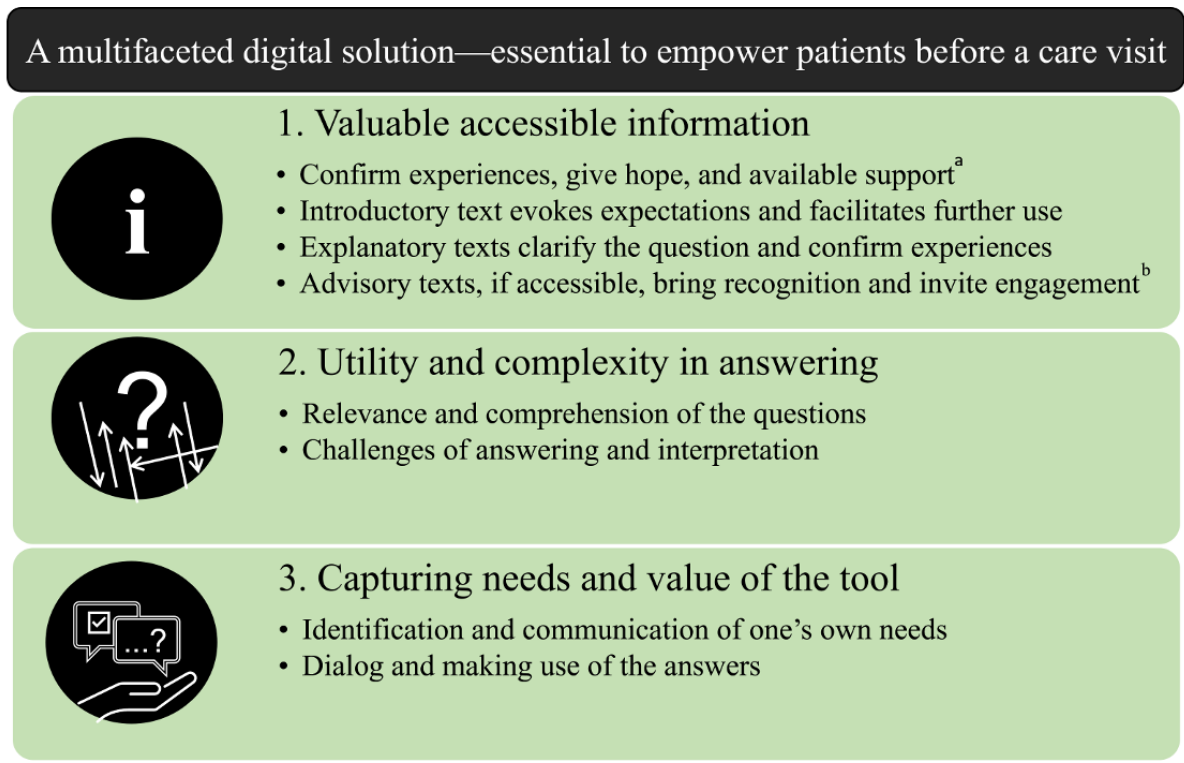 A multifaceted digital solution—essential to empower patients before a care visit
i
1. Valuable accessible information
• Confirm experiences, give hope, and available supportᵃ
• Introductory text evokes expectations and facilitates further use
• Explanatory texts clarify the question and confirm experiences
• Advisory texts, if accessible, bring recognition and invite engagementᵇ
?
2. Utility and complexity in answering
• Relevance and comprehension of the questions
• Challenges of answering and interpretation
...?
3. Capturing needs and value of the tool
• Identification and communication of one’s own needs
• Dialog and making use of the answers